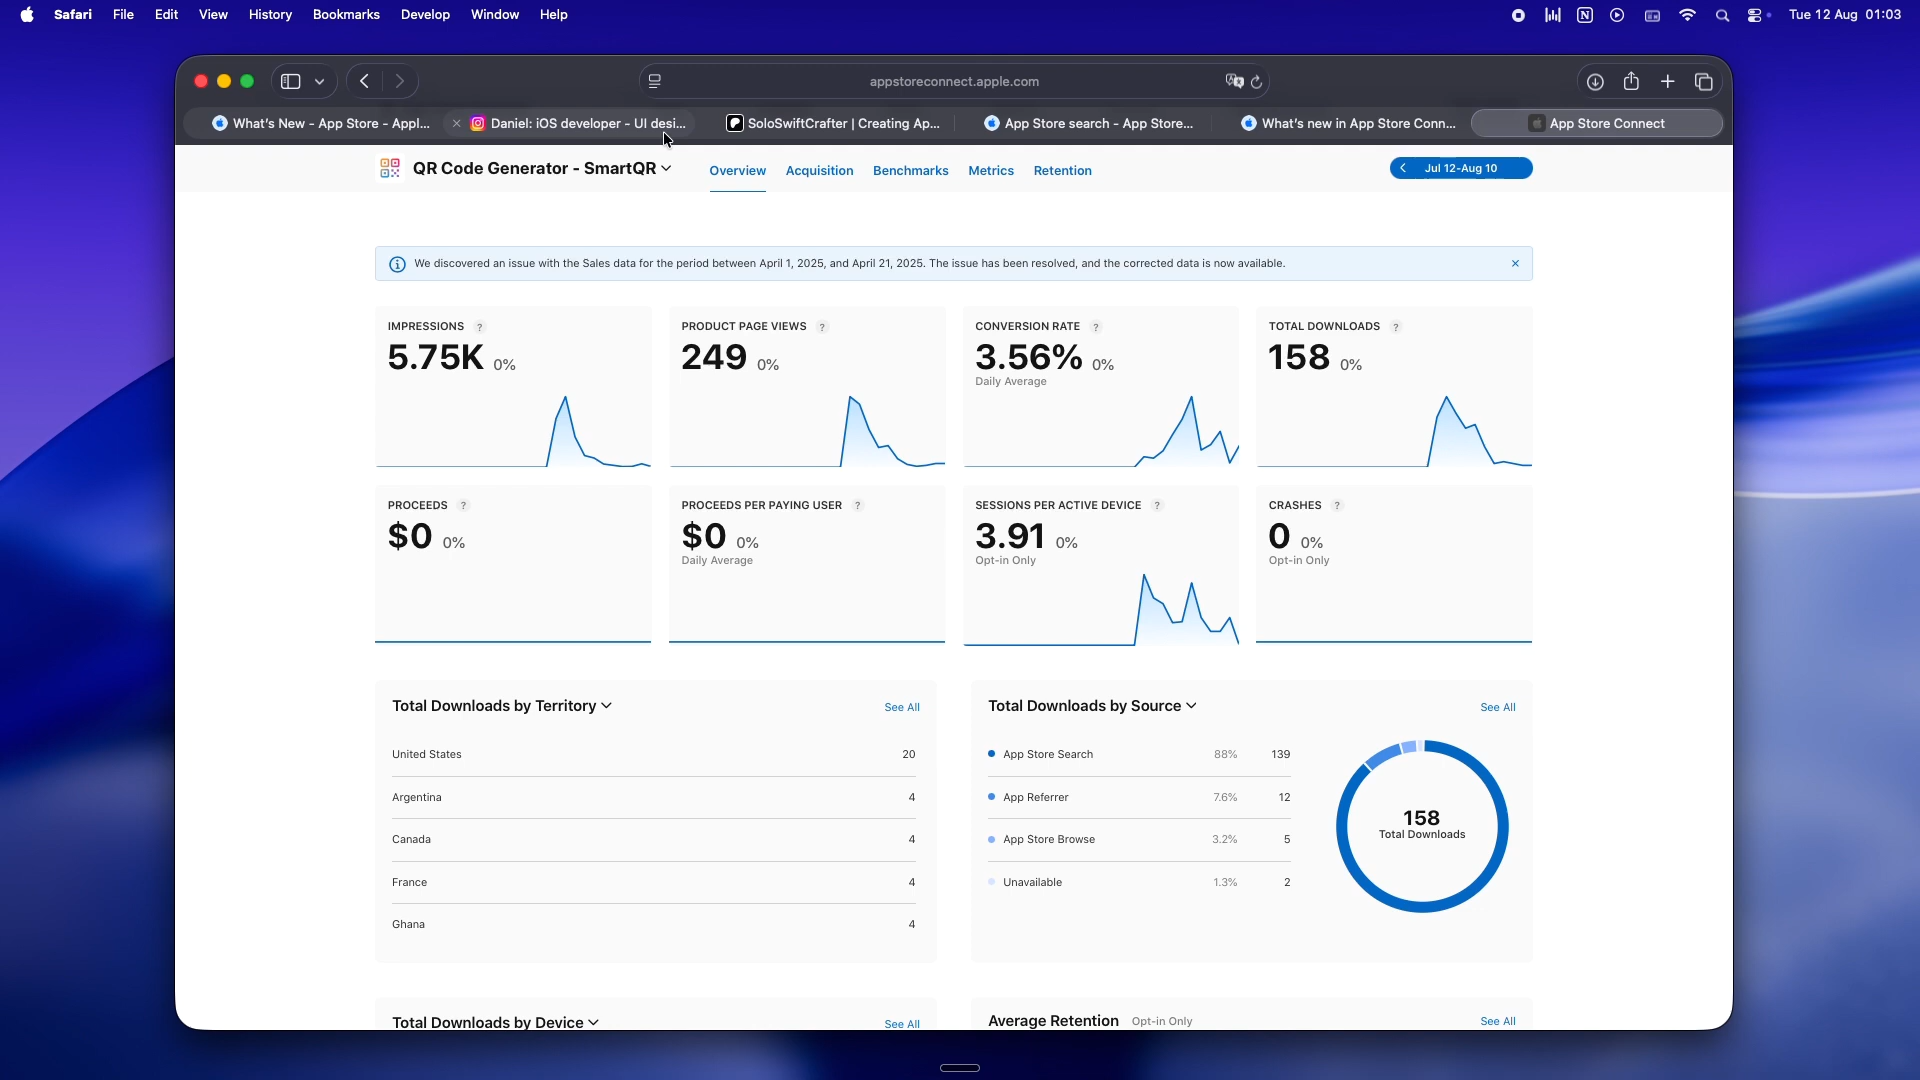 Safari File Edit View History Bookmarks Develop Window Help Tue 12 Aug 01:03
appstoreconnect.apple.com
What's New - App Store - Appl... Daniel: iOS developer - UI desi... SoloSwiftCrafter | Creating Ap... App Store search - App Store... What's new in App Store Conn... App Store Connect
QR Code Generator - SmartQR Overview Acquisition Benchmarks Metrics Retention Jul 12-Aug 10
We discovered an issue with the Sales data for the period between April 1, 2025, and April 21, 2025. The issue has been resolved, and the corrected data is now available.
IMPRESSIONS ?
5.75K 0%
PRODUCT PAGE VIEWS ?
249 0%
CONVERSION RATE ?
3.56% 0%
Daily Average
TOTAL DOWNLOADS ?
158 0%
PROCEEDS ?
$0 0%
PROCEEDS PER PAYING USER ?
$0 0%
Daily Average
SESSIONS PER ACTIVE DEVICE ?
3.91 0%
Opt-in Only
CRASHES ?
0 0%
Opt-in Only
Total Downloads by Territory See All
United States 20
Argentina 4
Canada 4
France 4
Ghana 4
Total Downloads by Source See All
App Store Search 88% 139
App Referrer 7.6% 12
App Store Browse 3.2% 5
Unavailable 1.3% 2
158
Total Downloads
Total Downloads by Device See All
Average Retention Opt-in Only See All